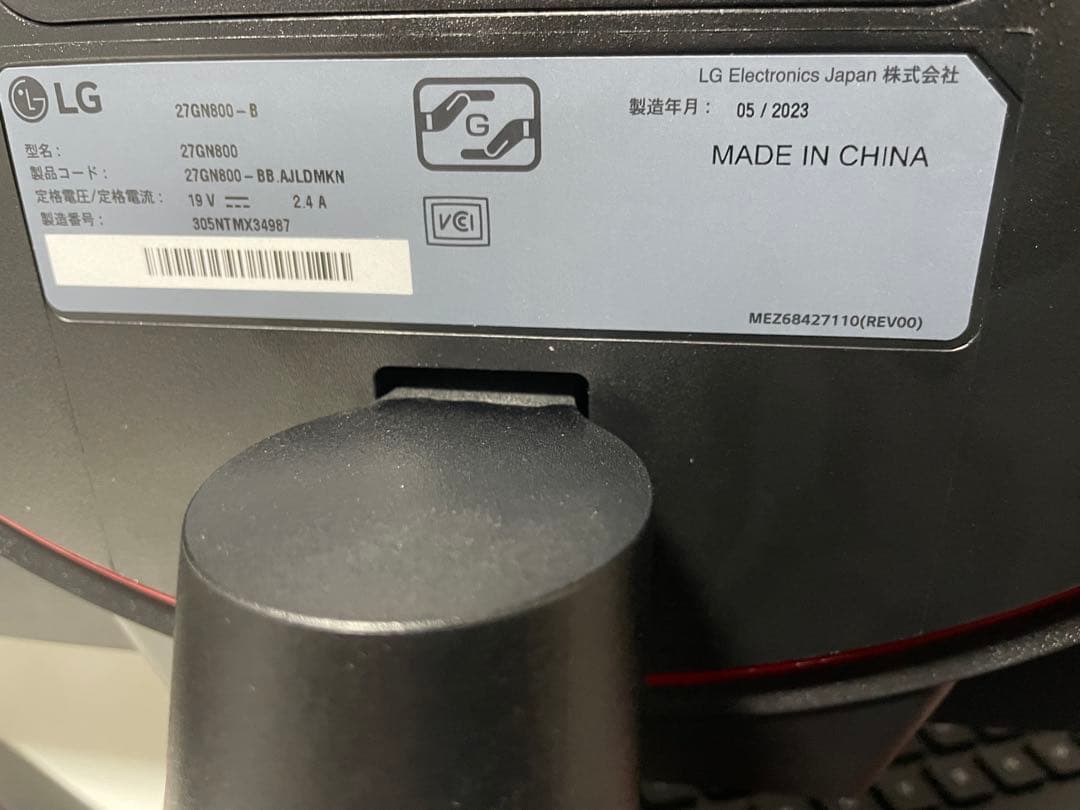 LG
27GN800-B
型名: 27GN800
製品コード: 27GN800-BB.AJLDMKN
定格電圧/定格電流: 19 V 2.4 A
製造番号: 305NTMX34987
G
VCI
LG Electronics Japan 株式会社
製造年月: 05 / 2023
MADE IN CHINA
MEZ68427110(REV00)